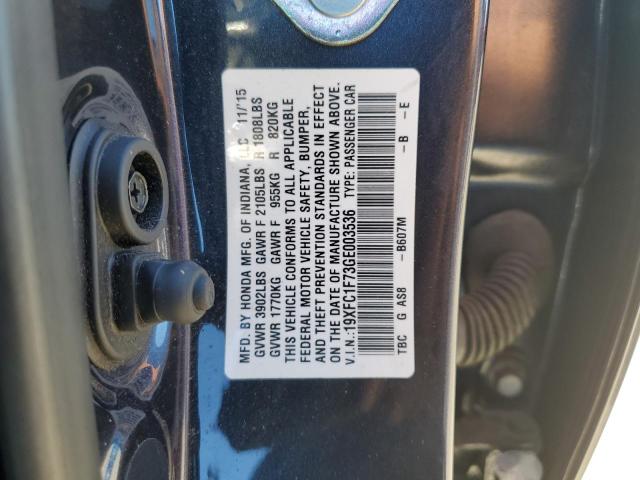 MFD. BY HONDA MFG. OF INDIANA, LLC 11/15
GVWR 3902LBS GAWR F 2105LBS R 1808LBS
GVWR 1770KG GAWR F 955KG R 820KG
THIS VEHICLE CONFORMS TO ALL APPLICABLE
FEDERAL MOTOR VEHICLE SAFETY, BUMPER,
AND THEFT PREVENTION STANDARDS IN EFFECT
ON THE DATE OF MANUFACTURE SHOWN ABOVE.
V.I.N.:19XFC1F73GE003536 TYPE: PASSENGER CAR
TBC G AS8 – B607M – B – E